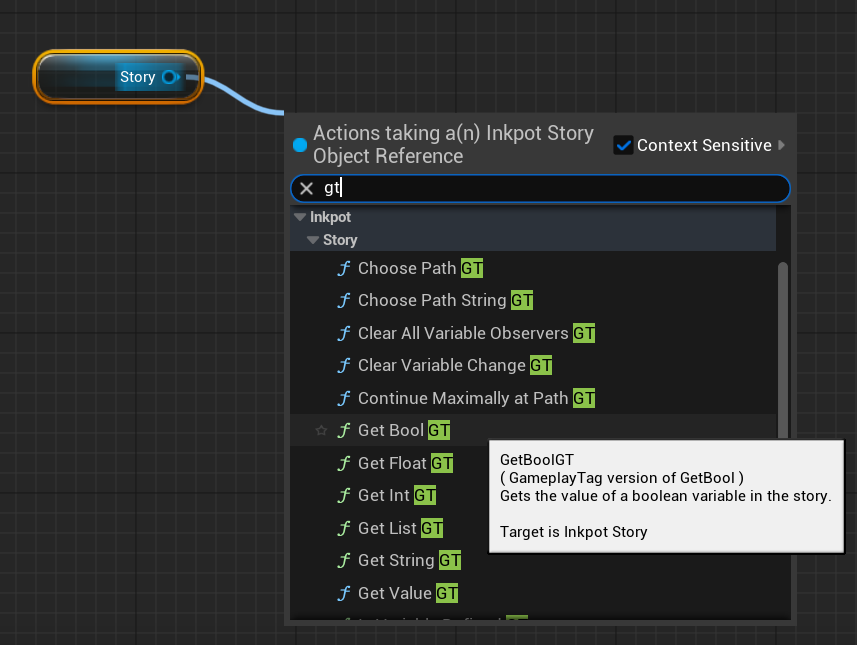 Story
Actions taking a(n) Inkpot Story
Object Reference
Context Sensitive
gt
Inkpot
Story
Choose Path GT
Choose Path String GT
Clear All Variable Observers GT
Clear Variable Change GT
Continue Maximally at Path GT
Get Bool GT
Get Float GT
Get Int GT
Get List GT
Get String GT
Get Value GT
GetBoolGT
( GameplayTag version of GetBool )
Gets the value of a boolean variable in the story.
Target is Inkpot Story